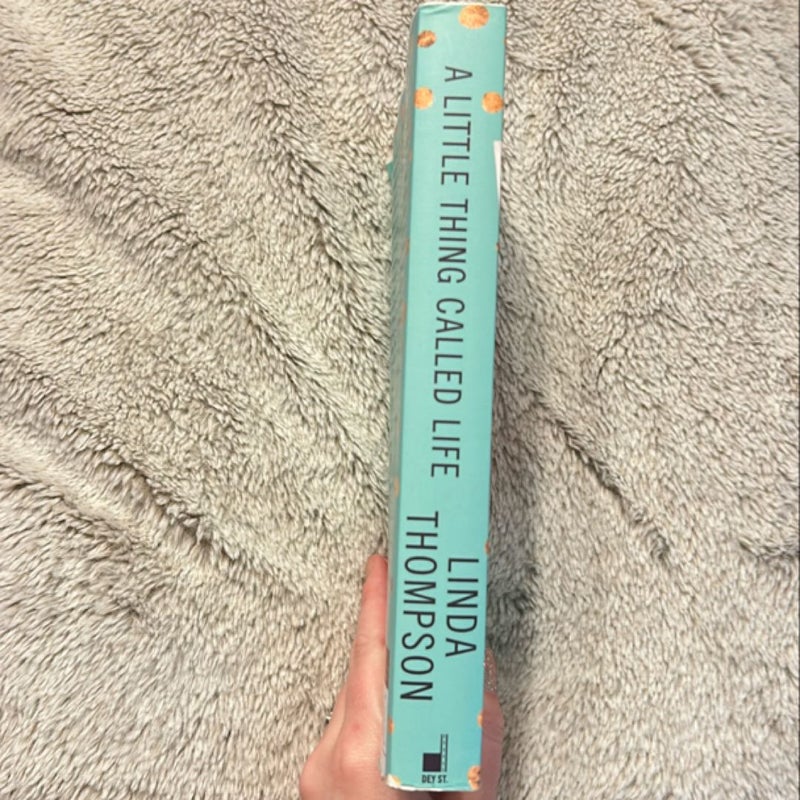 A LITTLE THING CALLED LIFE
LINDA
THOMPSON
DEY ST.